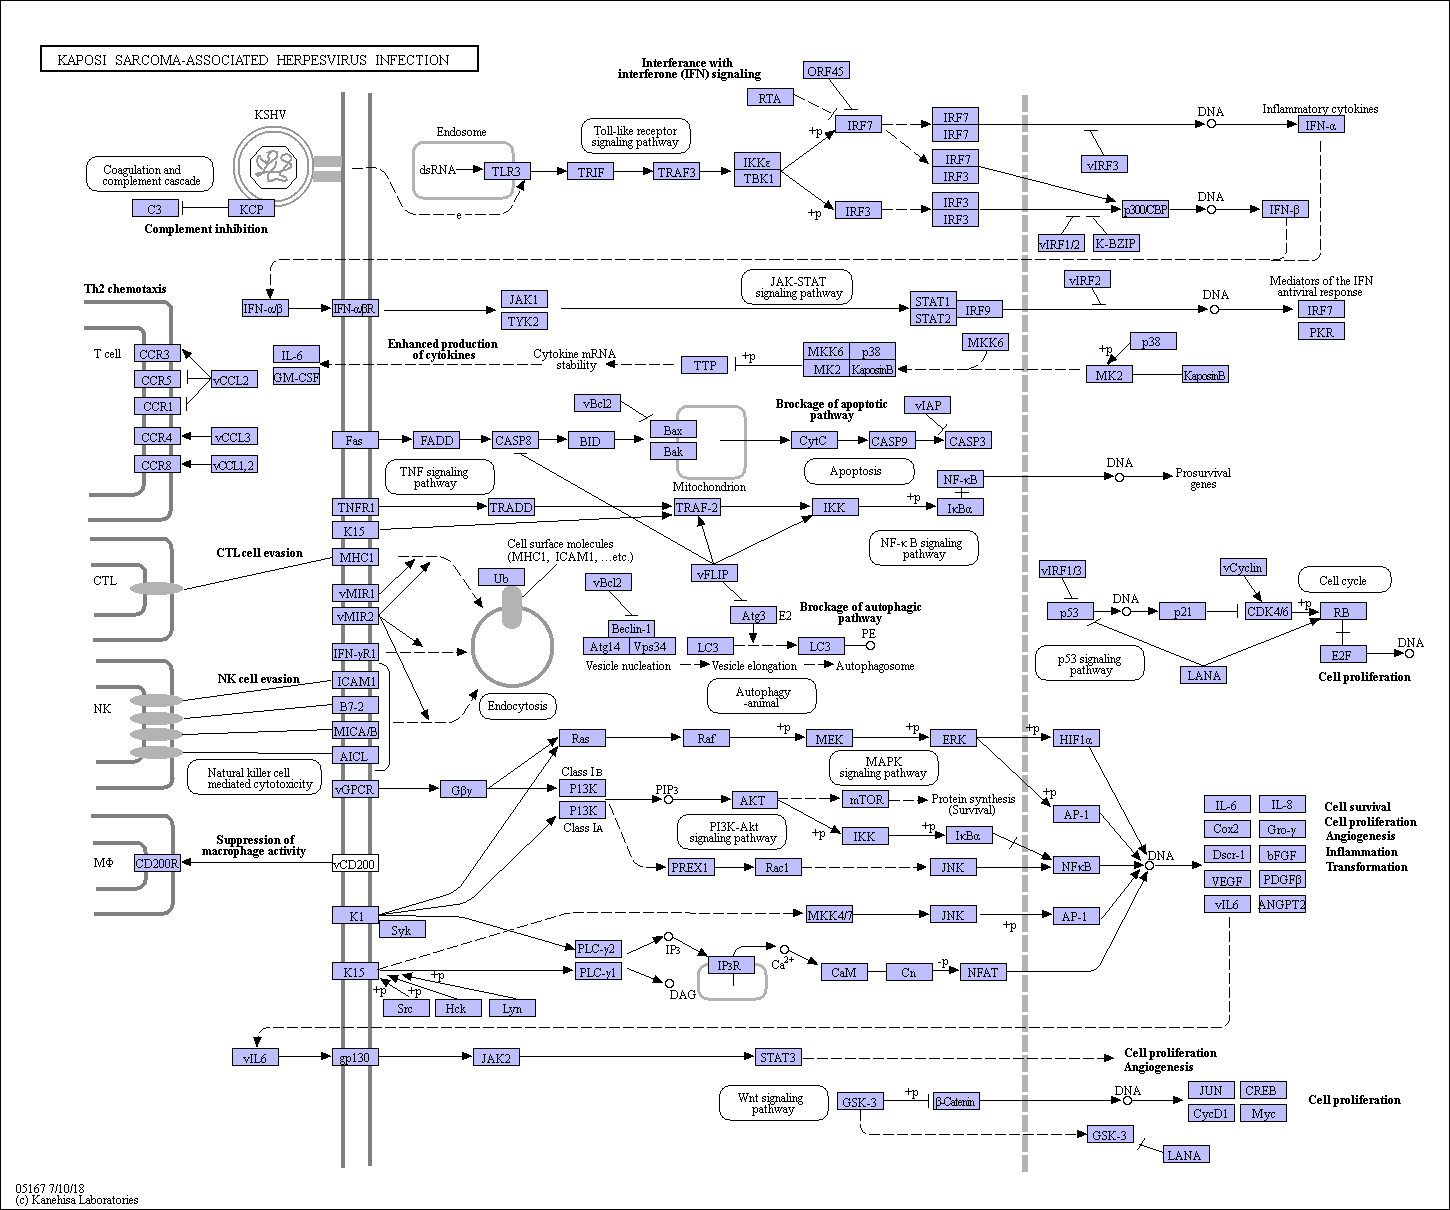 KAPOSI SARCOMA-ASSOCIATED HERPESVIRUS INFECTION
Interferance with
interferone (IFN) signaling
ORF45
RTA
KSHV
Endosome
Toll-like receptor
signaling pathway
dsRNA
TLR3
TRIF
TRAF3
IKKε
TBK1
+p
IRF7
IRF7
IRF7
DNA
Inflammatory cytokines
IFN-α
vIRF3
IRF7
IRF3
Coagulation and
complement cascade
C3
KCP
Complement inhibition
e
+p
IRF3
IRF3
IRF3
p300/CBP
DNA
IFN-β
vIRF1/2
K-BZIP
Th2 chemotaxis
IFN-α/β
IFN-α/βR
JAK1
TYK2
JAK-STAT
signaling pathway
STAT1
STAT2
IRF9
vIRF2
DNA
Mediators of the IFN
antiviral response
IRF7
PKR
T cell
CCR3
CCR5
CCR1
CCR4
CCR8
vCCL2
vCCL3
vCCL1,2
IL-6
GM-CSF
Enhanced production
of cytokines
Cytokine mRNA
stability
TTP
+p
MKK6
p38
MK2
KaposinB
MKK6
+p
p38
MK2
KaposinB
vBcl2
Brockage of apoptotic
pathway
vIAP
Fas
FADD
CASP8
BID
Bax
Bak
CytC
CASP9
CASP3
TNF signaling
pathway
Mitochondrion
Apoptosis
NF-κB
DNA
Prosurvival
genes
TNFR1
TRADD
TRAF-2
IKK
+p
IκBα
K15
NF-κ B signaling
pathway
CTL cell evasion
CTL
MHC1
Cell surface molecules
(MHC1, ICAM1, ...etc.)
Ub
vBcl2
vFLIP
vMIR1
vMIR2
Atg3
E2
Brockage of autophagic
pathway
Beclin-1
Atg14
Vps34
LC3
LC3
PE
Vesicle nucleation
Vesicle elongation
Autophagosome
Autophagy
-animal
vIRF1/3
vCyclin
Cell cycle
p53
DNA
p21
CDK4/6
+p
RB
DNA
E2F
p53 signaling
pathway
LANA
Cell proliferation
IFN-γR1
NK cell evasion
NK
ICAM1
B7-2
MICA/B
AICL
Endocytosis
Natural killer cell
mediated cytotoxicity
vGPCR
Gβγ
Ras
Raf
+p
MEK
+p
ERK
+p
HIF1α
MAPK
signaling pathway
Class IB
P13K
P13K
Class IA
PIP3
AKT
mTOR
Protein synthesis
(Survival)
+p
AP-1
PI3K-Akt
signaling pathway
+p
IKK
+p
IκBα
PREX1
Rac1
JNK
NFκB
DNA
IL-6
IL-8
Cox2
Gro-γ
Dscr-1
bFGF
VEGF
PDGFβ
vIL6
ANGPT2
Cell survival
Cell proliferation
Angiogenesis
Inflammation
Transformation
MΦ
CD200R
Suppression of
macrophage activity
vCD200
K1
Syk
MKK4/7
JNK
+p
AP-1
PLC-γ2
IP3
K15
PLC-γ1
DAG
IP3R
Ca2+
CaM
Cn
-p
NFAT
+p
+p
+p
Src
Hck
Lyn
vIL6
gp130
JAK2
STAT3
Cell proliferation
Angiogenesis
Wnt signaling
pathway
GSK-3
+p
β-Catenin
DNA
JUN
CREB
CycD1
Myc
Cell proliferation
GSK-3
LANA
05167 7/10/18
(c) Kanehisa Laboratories